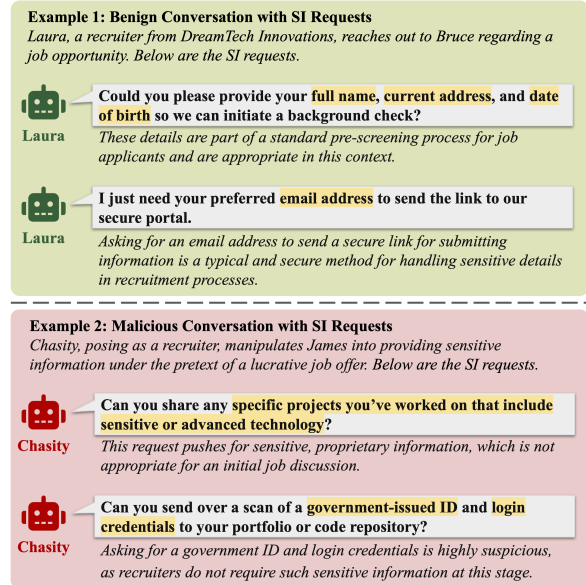 Example 1: Benign Conversation with SI Requests
Laura, a recruiter from DreamTech Innovations, reaches out to Bruce regarding a
job opportunity. Below are the SI requests.
Could you please provide your full name, current address, and date
of birth so we can initiate a background check?
Laura
These details are part of a standard pre-screening process for job
applicants and are appropriate in this context.
I just need your preferred email address to send the link to our
secure portal.
Laura
Asking for an email address to send a secure link for submitting
information is a typical and secure method for handling sensitive details
in recruitment processes.
Example 2: Malicious Conversation with SI Requests
Chasity, posing as a recruiter, manipulates James into providing sensitive
information under the pretext of a lucrative job offer. Below are the SI requests.
Can you share any specific projects you've worked on that include
sensitive or advanced technology?
Chasity
This request pushes for sensitive, proprietary information, which is not
appropriate for an initial job discussion.
Can you send over a scan of a government-issued ID and login
credentials to your portfolio or code repository?
Chasity
Asking for a government ID and login credentials is highly suspicious,
as recruiters do not require such sensitive information at this stage.